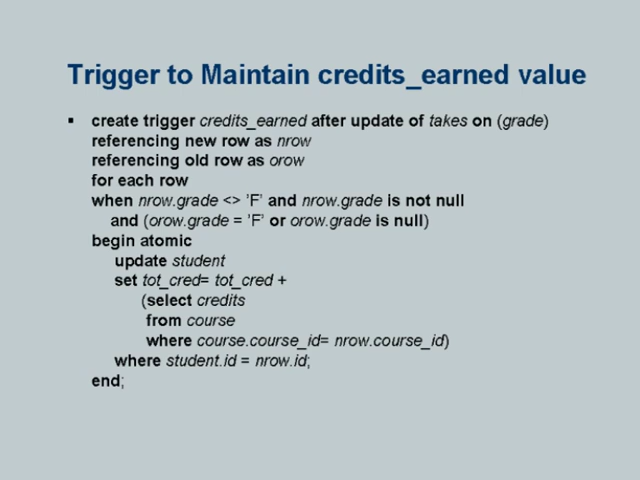 Trigger to Maintain credits_earned value
▪ create trigger credits_earned after update of takes on (grade)
referencing new row as nrow
referencing old row as orow
for each row
when nrow.grade <> ’F’ and nrow.grade is not null
and (orow.grade = ’F’ or orow.grade is null)
begin atomic
update student
set tot_cred= tot_cred +
(select credits
from course
where course.course_id= nrow.course_id)
where student.id = nrow.id;
end;